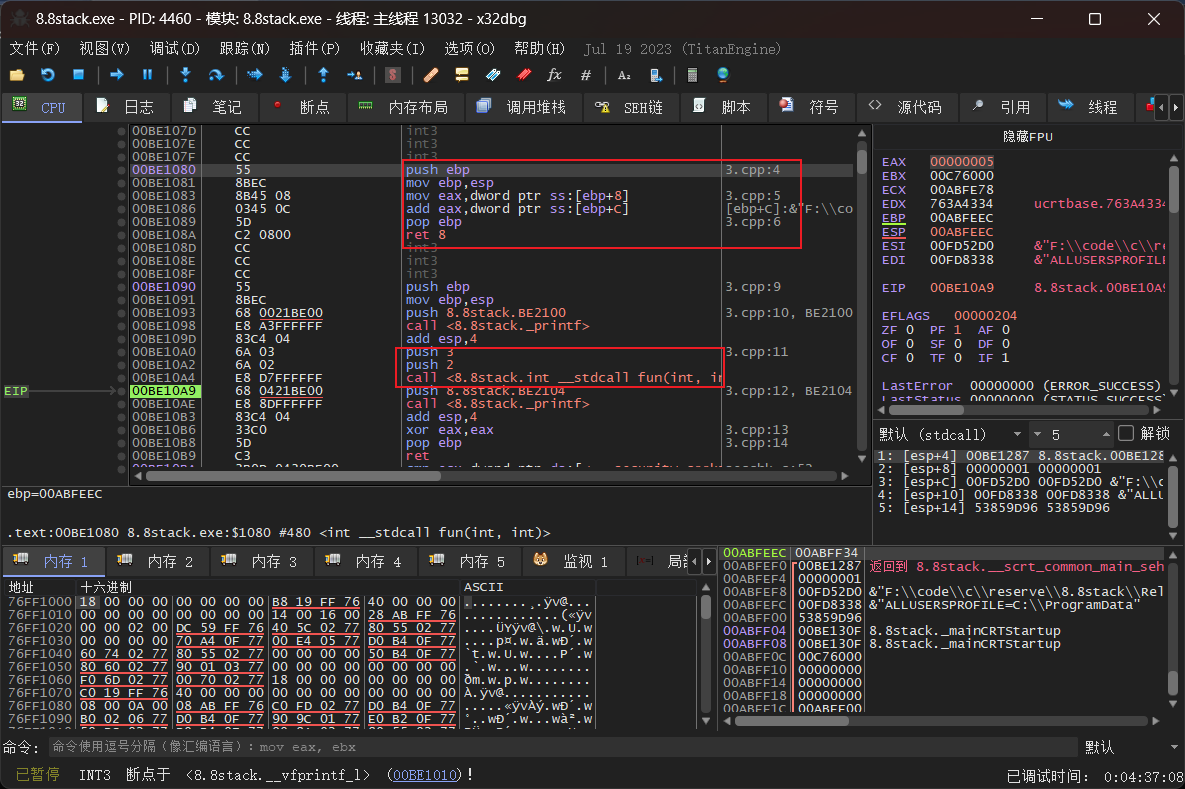 8.8stack.exe - PID: 4460 - 模块: 8.8stack.exe - 线程: 主线程 13032 - x32dbg
文件(F) 视图(V) 调试(D) 跟踪(N) 插件(P) 收藏夹(I) 选项(O) 帮助(H) Jul 19 2023 (TitanEngine)
CPU 日志 笔记 断点 内存布局 调用堆栈 SEH链 脚本 符号 源代码 引用 线程
00BE107D CC int3
00BE107E CC int3
00BE107F CC int3
00BE1080 55 push ebp 3.cpp:4
00BE1081 8BEC mov ebp,esp
00BE1083 8B45 08 mov eax,dword ptr ss:[ebp+8] 3.cpp:5
00BE1086 0345 0C add eax,dword ptr ss:[ebp+C] [ebp+C]:&"F:\\co
00BE1089 5D pop ebp 3.cpp:6
00BE108A C2 0800 ret 8
00BE108D CC int3
00BE108E CC int3
00BE108F CC int3
00BE1090 55 push ebp 3.cpp:9
00BE1091 8BEC mov ebp,esp
00BE1093 68 0021BE00 push 8.8stack.BE2100 3.cpp:10, BE2100
00BE1098 E8 A3FFFFFF call <8.8stack._printf>
00BE109D 83C4 04 add esp,4
00BE10A0 6A 03 push 3 3.cpp:11
00BE10A2 6A 02 push 2
00BE10A4 E8 D7FFFFFF call <8.8stack.int __stdcall fun(int, in
EIP 00BE10A9 68 0421BE00 push 8.8stack.BE2104 3.cpp:12, BE2104
00BE10AE E8 8DFFFFFF call <8.8stack._printf>
00BE10B3 83C4 04 add esp,4
00BE10B6 33C0 xor eax,eax 3.cpp:13
00BE10B8 5D pop ebp 3.cpp:14
00BE10B9 C3 ret
隐藏FPU
EAX 00000005
EBX 00C76000
ECX 00ABFE78
EDX 763A4334 ucrtbase.763A4334
EBP 00ABFEEC
ESP 00ABFEEC
ESI 00FD52D0 &"F:\\code\\c\\re
EDI 00FD8338 &"ALLUSERSPROFILE
EIP 00BE10A9 8.8stack.00BE10A9
EFLAGS 00000204
ZF 0 PF 1 AF 0
OF 0 SF 0 DF 0
CF 0 TF 0 IF 1
LastError 00000000 (ERROR_SUCCESS)
LastStatus 00000000 (STATUS_SUCCESS)
默认 (stdcall) 5 解锁
1: [esp+4] 00BE1287 8.8stack.00BE128
2: [esp+8] 00000001 00000001
3: [esp+C] 00FD52D0 00FD52D0 &"F:\\c
4: [esp+10] 00FD8338 00FD8338 &"ALLU
5: [esp+14] 53859D96 53859D96
ebp=00ABFEEC
.text:00BE1080 8.8stack.exe:$1080 #480 <int __stdcall fun(int, int)>
内存 1 内存 2 内存 3 内存 4 内存 5 监视 1
地址 十六进制 ASCII
76FF1000 18 00 00 00 00 00 00 00 B8 19 FF 76 40 00 00 00
76FF1010 00 00 00 00 00 00 00 00 14 00 16 00 28 AB FF 76
76FF1020 00 00 02 00 DC 59 FF 76 40 5C 02 77 80 55 02 77
76FF1030 00 00 00 00 70 A4 0F 77 00 E4 05 77 D0 B4 0F 77
76FF1040 60 74 02 77 80 55 02 77 00 00 00 00 50 B4 0F 77
76FF1050 80 60 02 77 90 01 03 77 00 00 00 00 00 00 00 00
76FF1060 F0 6D 02 77 00 70 02 77 18 00 00 00 00 00 00 00
76FF1070 C0 19 FF 76 40 00 00 00 00 00 00 00 00 00 00 00
76FF1080 08 00 0A 00 08 AB FF 76 C0 FD 02 77 D0 B4 0F 77
76FF1090 B0 02 06 77 D0 B4 0F 77 90 9C 01 77 E0 B2 0F 77
00ABFEEC 00ABFF34
00ABFEF0 00BE1287 返回到 8.8stack.__scrt_common_main_seh
00ABFEF4 00000001
00ABFEF8 00FD52D0 &"F:\\code\\c\\reserve\\8.8stack\\Rel
00ABFEFC 00FD8338 &"ALLUSERSPROFILE=C:\\ProgramData"
00ABFF00 53859D96
00ABFF04 00BE130F 8.8stack._mainCRTStartup
00ABFF08 00BE130F 8.8stack._mainCRTStartup
00ABFF0C 00C76000
00ABFF10 00000000
00ABFF14 00000000
00ABFF18 00000000
00ABFF1C 00ABFF00
命令: 命令使用逗号分隔（像汇编语言）: mov eax, ebx 默认
已暂停 INT3 断点于 <8.8stack.__vfprintf_l> (00BE1010)! 已调试时间: 0:04:37:08